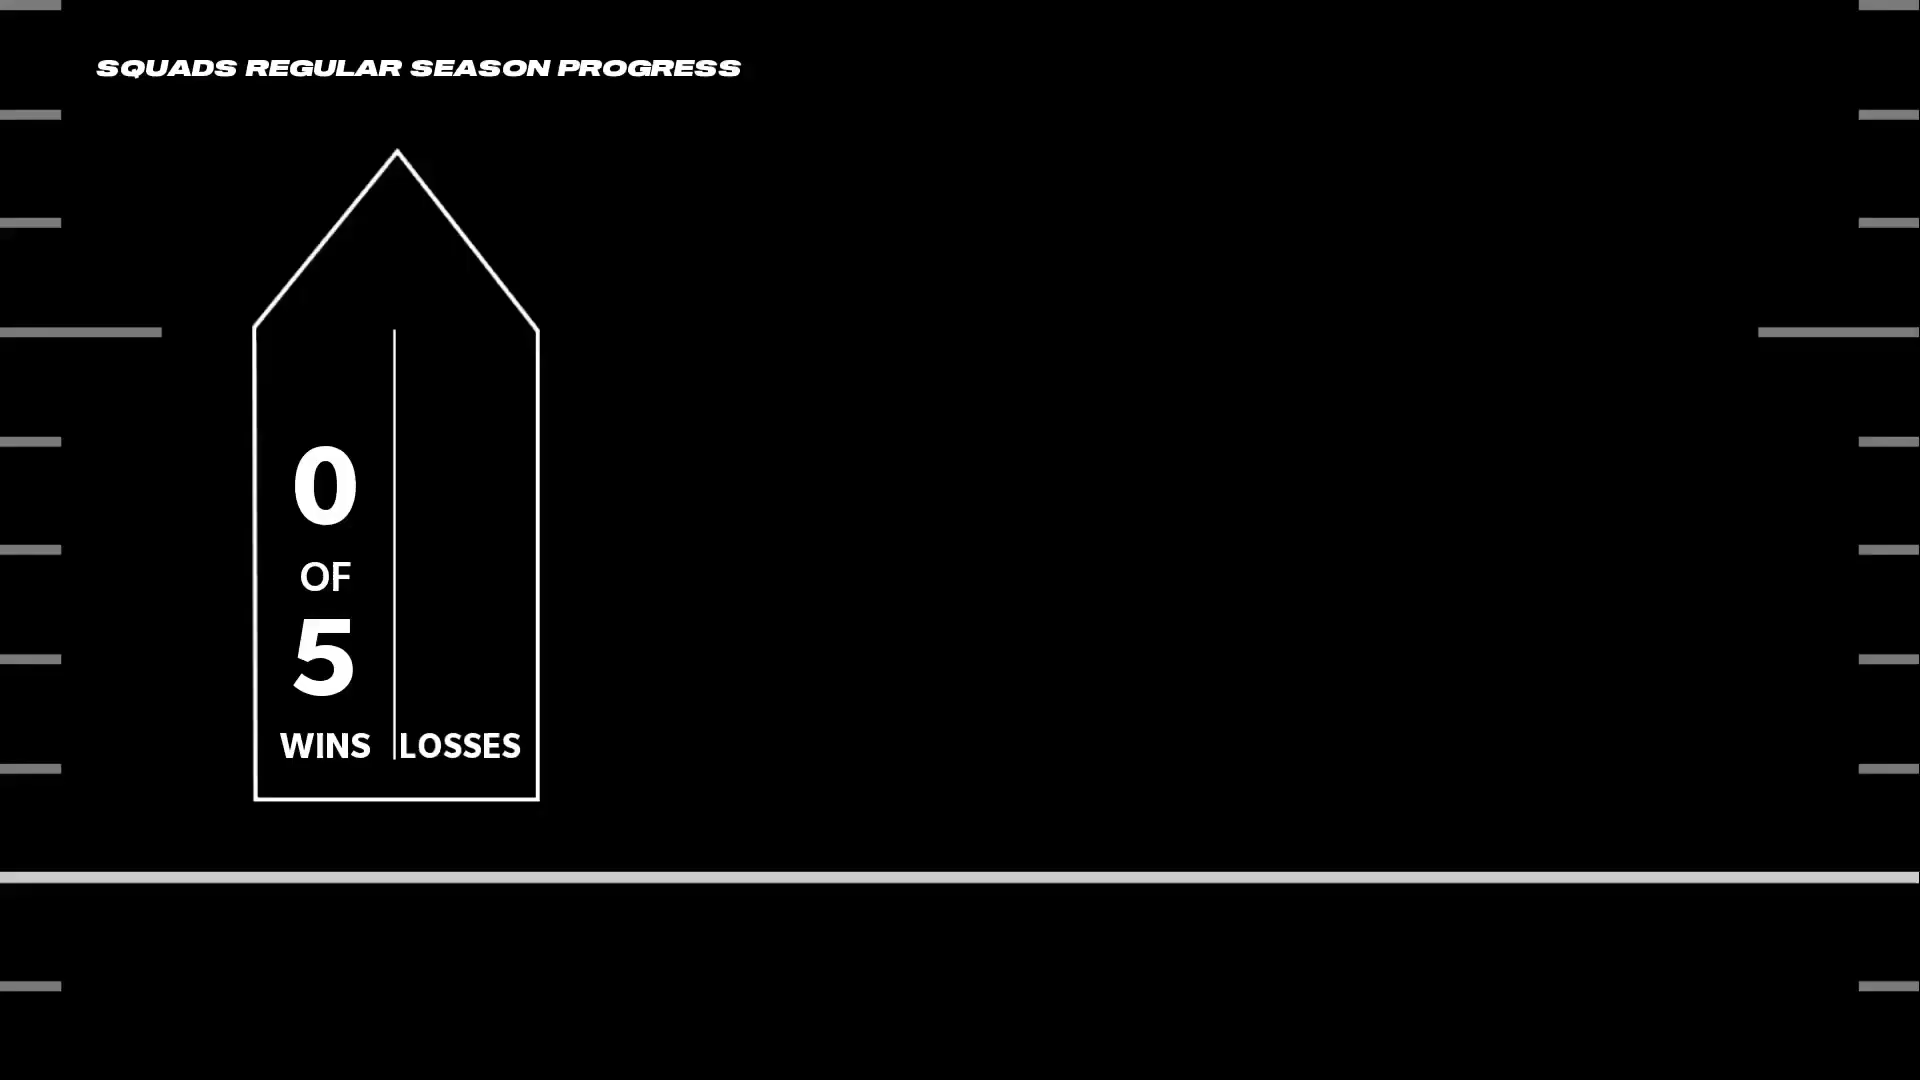 SQUADS REGULAR SEASON PROGRESS
0
OF
5
WINS
LOSSES